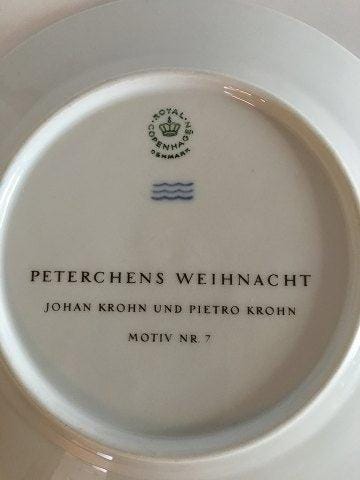 ROYAL
COPENHAGEN
DENMARK
PETERCHENS WEIHNACHT
JOHAN KROHN UND PIETRO KROHN
MOTIV NR. 7